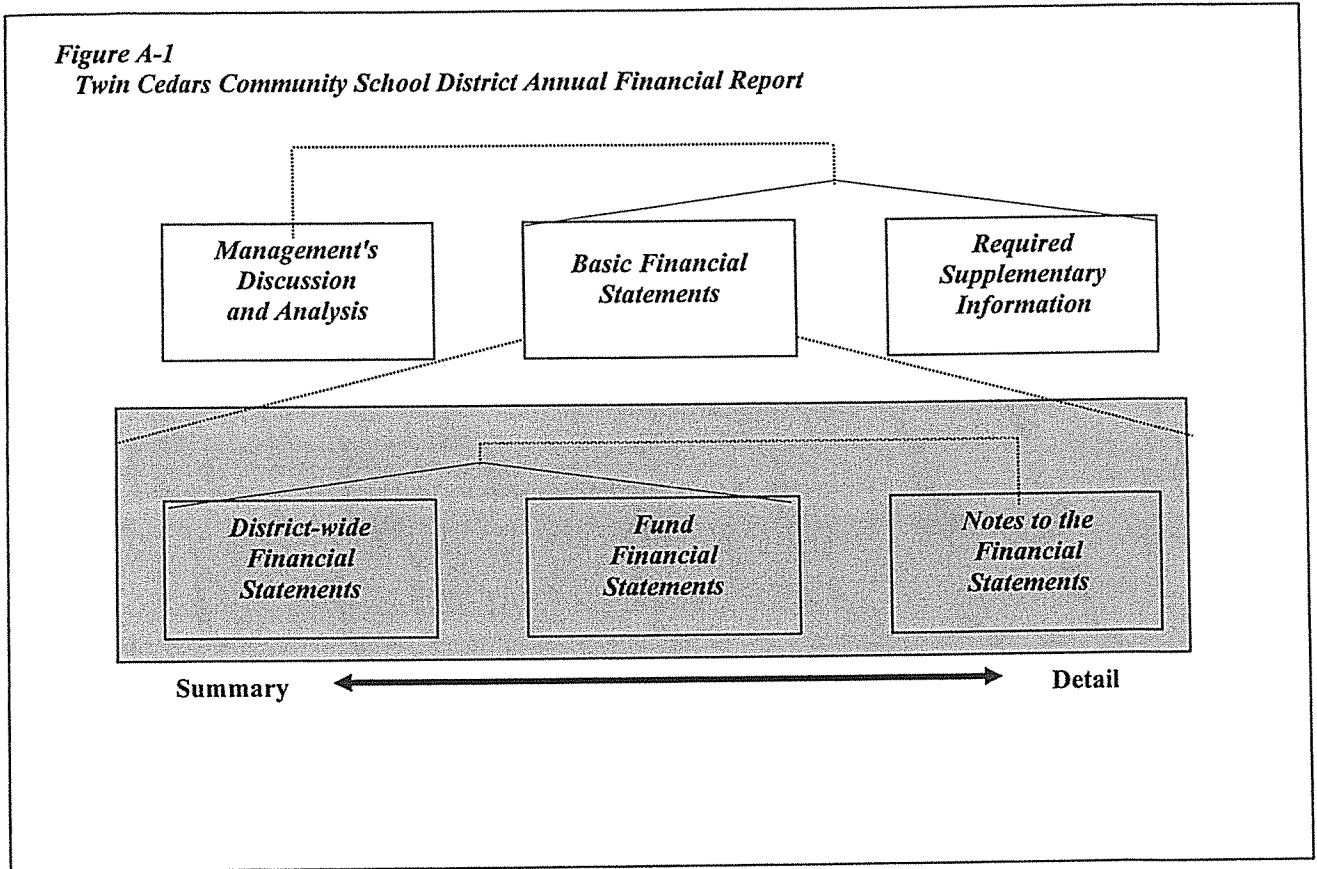 Figure A-1
Twin Cedars Community School District Annual Financial Report
Management's
Discussion
and Analysis
Basic Financial
Statements
Required
Supplementary
Information
District-wide
Financial
Statements
Fund
Financial
Statements
Notes to the
Financial
Statements
Summary
Detail